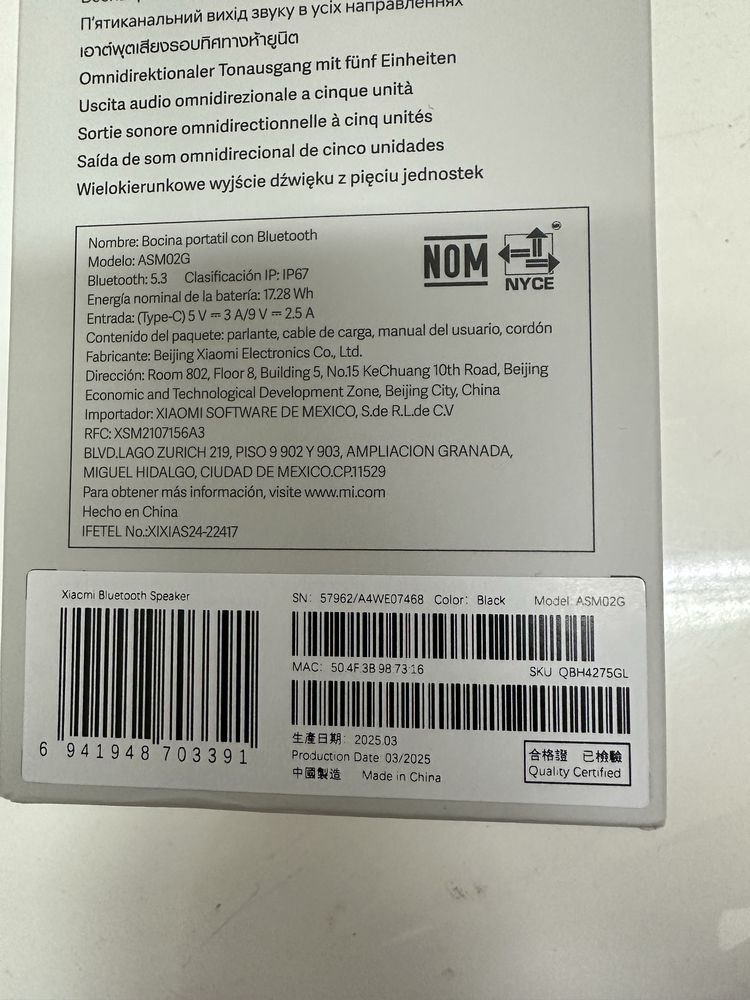 П'ятиканальний вихід звуку в усіх напрямленнях
เอาต์พุตเสียงรอบทิศทางห้ายูนิต
Omnidirektionaler Tonausgang mit fünf Einheiten
Uscita audio omnidirezionale a cinque unità
Sortie sonore omnidirectionnelle à cinq unités
Saída de som omnidirecional de cinco unidades
Wielokierunkowe wyjście dźwięku z pięciu jednostek
Nombre: Bocina portatil con Bluetooth
Modelo: ASM02G
Bluetooth: 5.3 Clasificación IP: IP67
Energía nominal de la batería: 17.28 Wh
Entrada: (Type-C) 5 V ⎓ 3 A/9 V ⎓ 2.5 A
Contenido del paquete: parlante, cable de carga, manual del usuario, cordón
Fabricante: Beijing Xiaomi Electronics Co., Ltd.
Dirección: Room 802, Floor 8, Building 5, No.15 KeChuang 10th Road, Beijing
Economic and Technological Development Zone, Beijing City, China
Importador: XIAOMI SOFTWARE DE MEXICO, S.de R.L.de C.V
RFC: XSM2107156A3
BLVD.LAGO ZURICH 219, PISO 9 902 Y 903, AMPLIACION GRANADA,
MIGUEL HIDALGO, CIUDAD DE MEXICO.CP.11529
Para obtener más información, visite www.mi.com
Hecho en China
IFETEL No.:XIXIAS24-22417
NOM
NYCE
Xiaomi Bluetooth Speaker
6 941948 703391
SN: 57962/A4WE07468 Color: Black Model: ASM02G
MAC: 50:4F:3B:98:73:16 SKU: QBH4275GL
生產日期: 2025.03
Production Date: 03/2025
中國製造 Made in China
合格證 已檢驗
Quality Certified